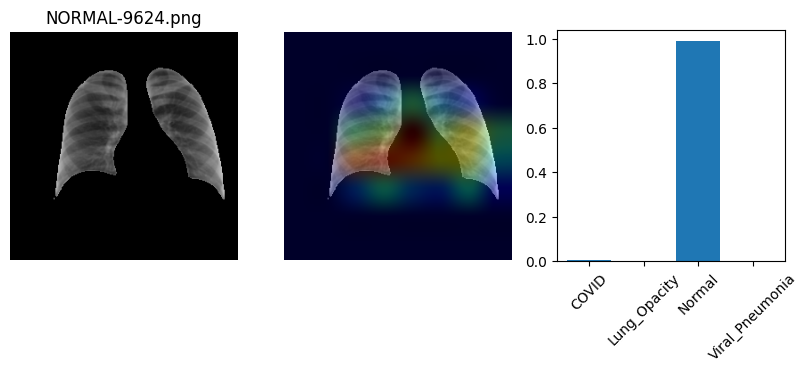 NORMAL-9624.png
1.0
0.8
0.6
0.4
0.2
0.0
COVID
Lung_Opacity
Normal
Viral_Pneumonia